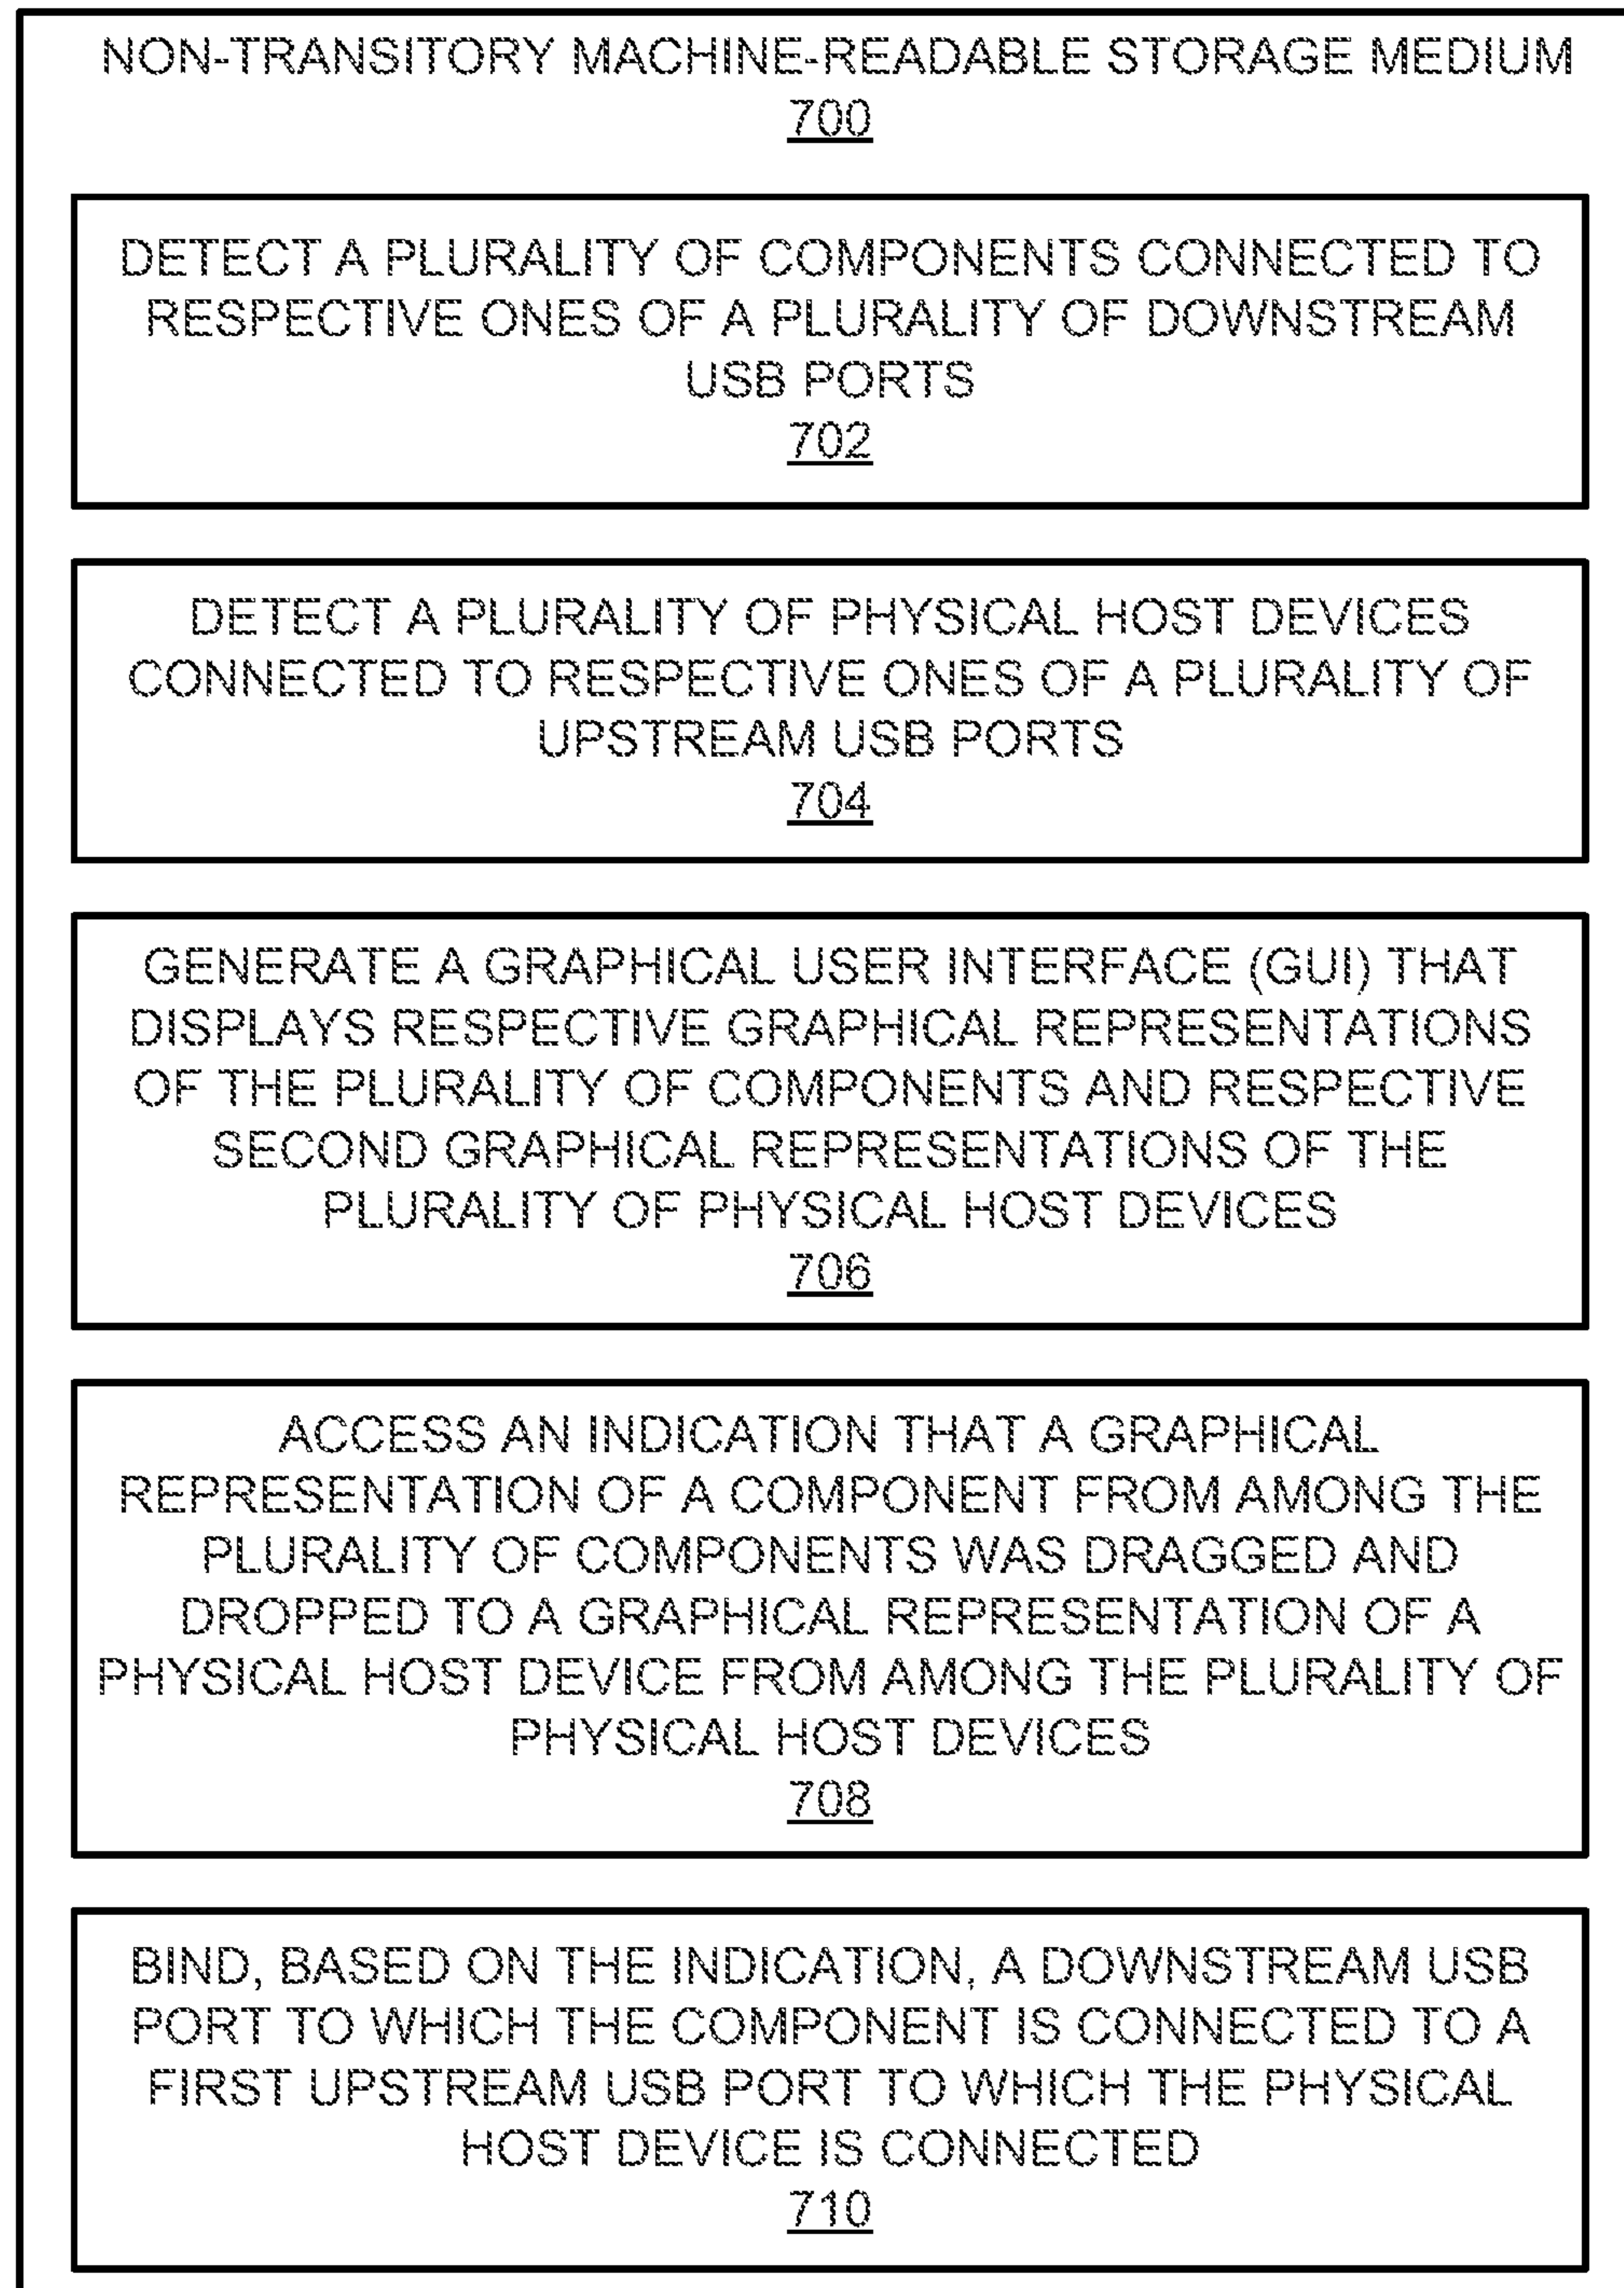 NON-TRANSITORY MACHINE-READABLE STORAGE MEDIUM
700
DETECT A PLURALITY OF COMPONENTS CONNECTED TO
RESPECTIVE ONES OF A PLURALITY OF DOWNSTREAM
USB PORTS
702
DETECT A PLURALITY OF PHYSICAL HOST DEVICES
CONNECTED TO RESPECTIVE ONES OF A PLURALITY OF
UPSTREAM USB PORTS
704
GENERATE A GRAPHICAL USER INTERFACE (GUI) THAT
DISPLAYS RESPECTIVE GRAPHICAL REPRESENTATIONS
OF THE PLURALITY OF COMPONENTS AND RESPECTIVE
SECOND GRAPHICAL REPRESENTATIONS OF THE
PLURALITY OF PHYSICAL HOST DEVICES
706
ACCESS AN INDICATION THAT A GRAPHICAL
REPRESENTATION OF A COMPONENT FROM AMONG THE
PLURALITY OF COMPONENTS WAS DRAGGED AND
DROPPED TO A GRAPHICAL REPRESENTATION OF A
PHYSICAL HOST DEVICE FROM AMONG THE PLURALITY OF
PHYSICAL HOST DEVICES
708
BIND, BASED ON THE INDICATION, A DOWNSTREAM USB
PORT TO WHICH THE COMPONENT IS CONNECTED TO A
FIRST UPSTREAM USB PORT TO WHICH THE PHYSICAL
HOST DEVICE IS CONNECTED
710